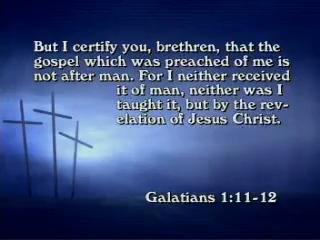 But I certify you, brethren, that the
gospel which was preached of me is
not after man. For I neither received
it of man, neither was I
taught it, but by the rev-
elation of Jesus Christ.
Galatians 1:11-12